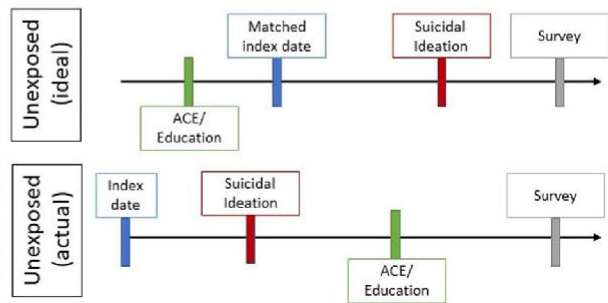 Unexposed
(ideal)
Matched
index date
Suicidal
Ideation
Survey
ACE/
Education
Unexposed
(actual)
Index
date
Suicidal
Ideation
Survey
ACE/
Education